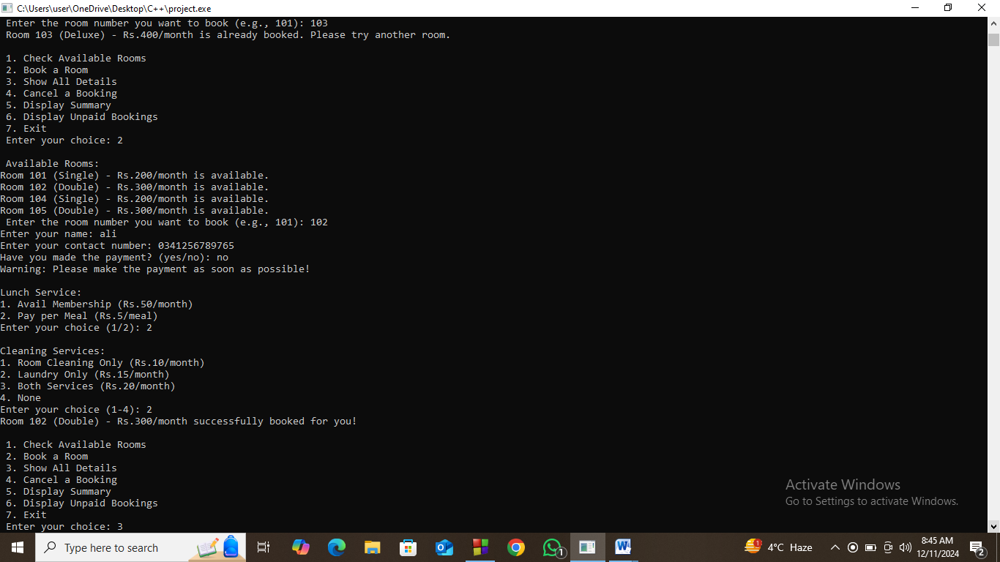 C:\Users\user\OneDrive\Desktop\C++\project.exe
Enter the room number you want to book (e.g., 101): 103
Room 103 (Deluxe) - Rs.400/month is already booked. Please try another room.
1. Check Available Rooms
2. Book a Room
3. Show All Details
4. Cancel a Booking
5. Display Summary
6. Display Unpaid Bookings
7. Exit
Enter your choice: 2
Available Rooms:
Room 101 (Single) - Rs.200/month is available.
Room 102 (Double) - Rs.300/month is available.
Room 104 (Single) - Rs.200/month is available.
Room 105 (Double) - Rs.300/month is available.
Enter the room number you want to book (e.g., 101): 102
Enter your name: ali
Enter your contact number: 0341256789765
Have you made the payment? (yes/no): no
Warning: Please make the payment as soon as possible!
Lunch Service:
1. Avail Membership (Rs.50/month)
2. Pay per Meal (Rs.5/meal)
Enter your choice (1/2): 2
Cleaning Services:
1. Room Cleaning Only (Rs.10/month)
2. Laundry Only (Rs.15/month)
3. Both Services (Rs.20/month)
4. None
Enter your choice (1-4): 2
Room 102 (Double) - Rs.300/month successfully booked for you!
1. Check Available Rooms
2. Book a Room
3. Show All Details
4. Cancel a Booking
5. Display Summary
6. Display Unpaid Bookings
7. Exit
Enter your choice: 3
Activate Windows
Go to Settings to activate Windows.
Type here to search
1
W
1
4°C Haze
8:45 AM
12/11/2024
2